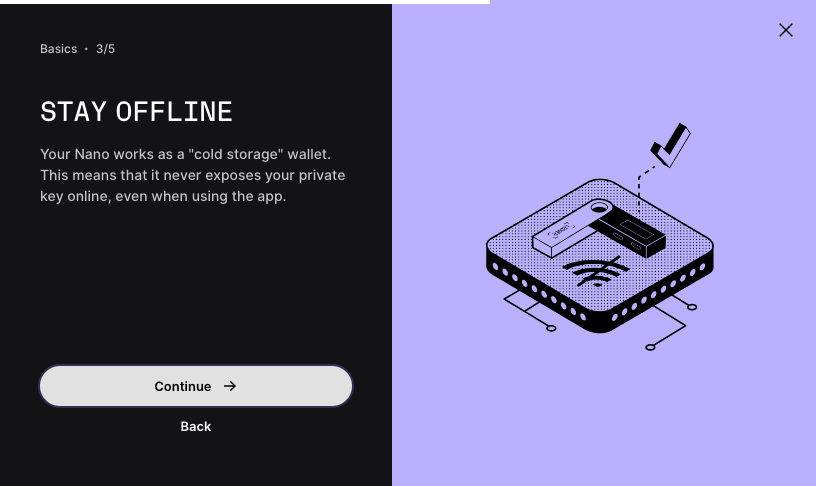 Basics · 3/5
STAY OFFLINE
Your Nano works as a "cold storage" wallet.
This means that it never exposes your private
key online, even when using the app.
Continue →
Back